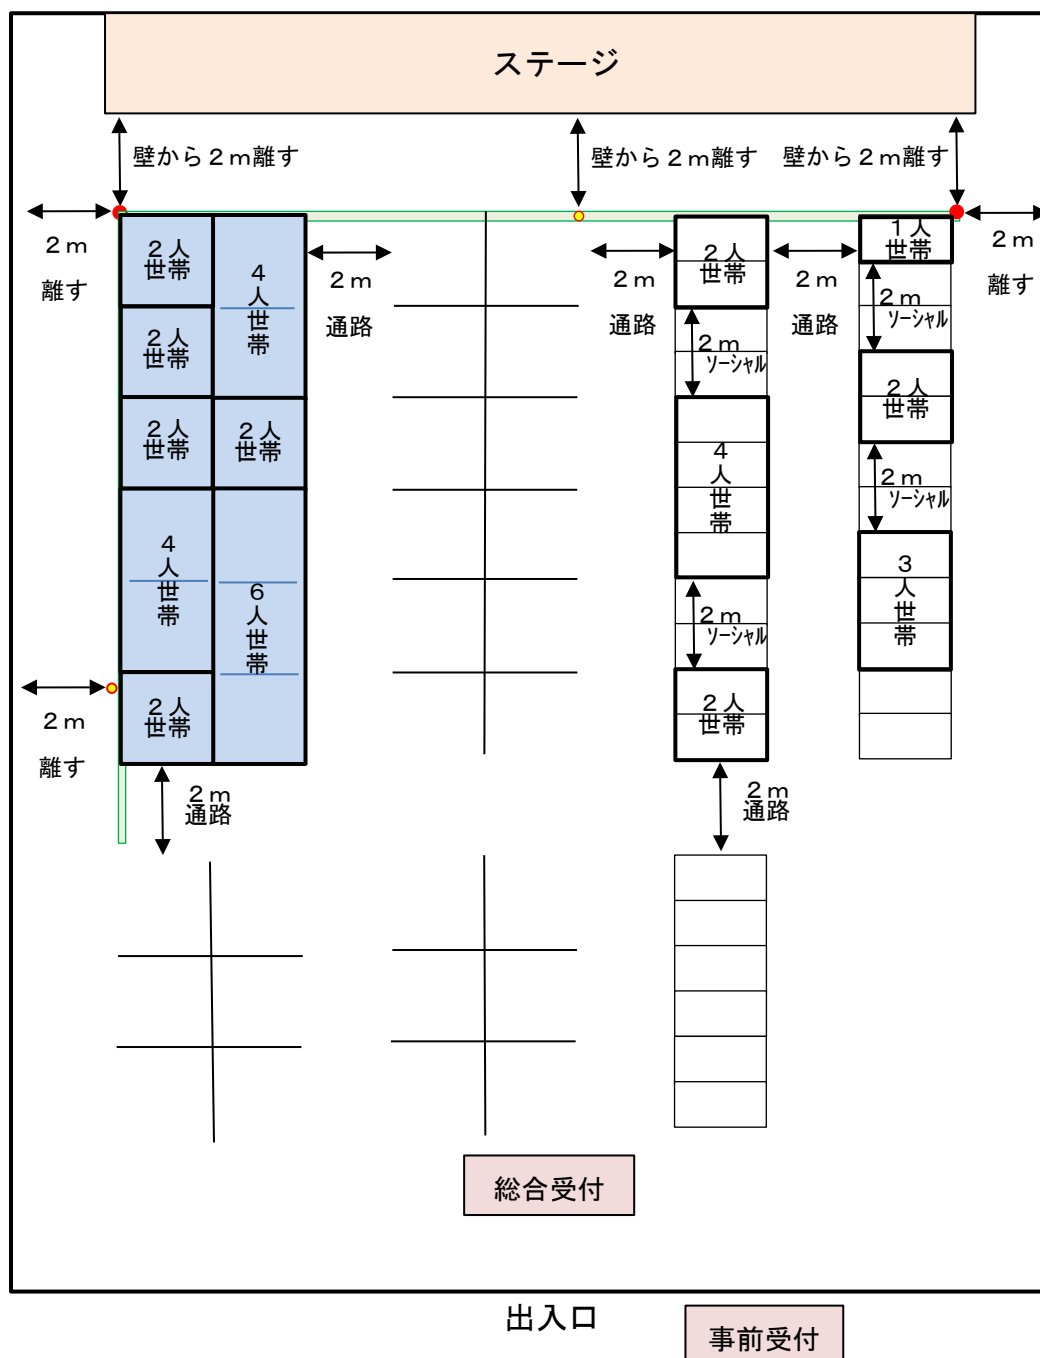 ステージ
壁から２ｍ離す
壁から２ｍ離す
壁から２ｍ離す
２ｍ
離す
２人
世帯
４
人
世
帯
２ｍ
通路
２ｍ
通路
２人
世帯
２ｍ
通路
１人
世帯
２ｍ
離す
２人
世帯
２ｍ
ソーシャル
２ｍ
ソーシャル
２人
世帯
２人
世帯
４
人
世
帯
２人
世帯
２ｍ
ソーシャル
４
人
世
帯
６
人
世
帯
３
人
世
帯
２ｍ
ソーシャル
２人
世帯
２人
世帯
２ｍ
離す
２ｍ
通路
２ｍ
通路
総合受付
出入口
事前受付